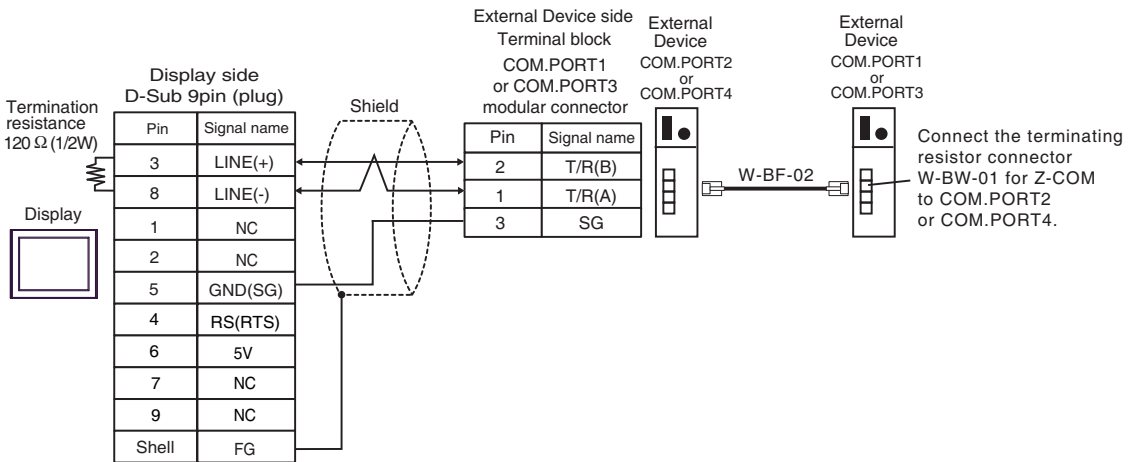 Termination
resistance
120 Ω (1/2W)
Display
Display side
D-Sub 9pin (plug)
Pin Signal name
3 LINE(+)
8 LINE(-)
1 NC
2 NC
5 GND(SG)
4 RS(RTS)
6 5V
7 NC
9 NC
Shell FG
Shield
External Device side
Terminal block
COM.PORT1
or COM.PORT3
modular connector
Pin Signal name
2 T/R(B)
1 T/R(A)
3 SG
External
Device
COM.PORT2
or
COM.PORT4
W-BF-02
External
Device
COM.PORT1
or
COM.PORT3
Connect the terminating
resistor connector
W-BW-01 for Z-COM
to COM.PORT2
or COM.PORT4.